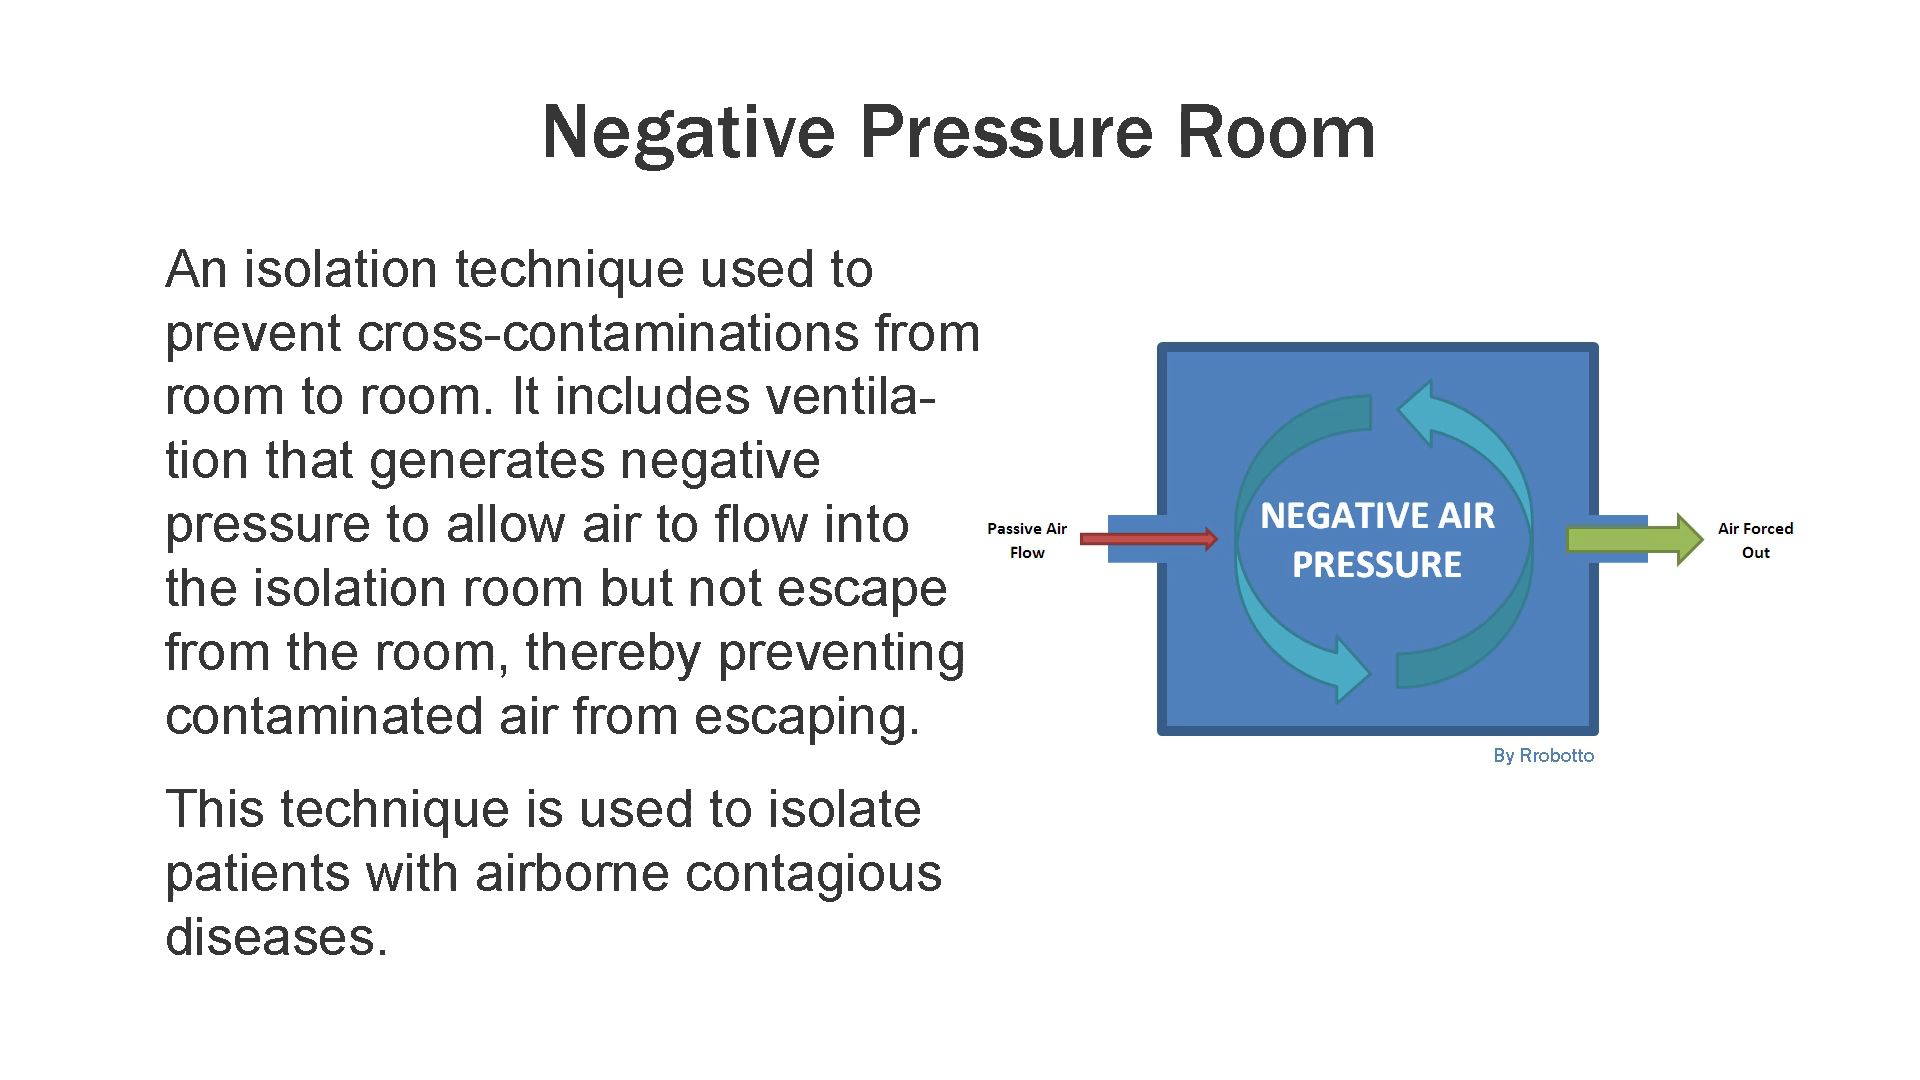 Negative Pressure Room
An isolation technique used to
prevent cross-contaminations from
room to room. It includes ventila-
tion that generates negative
pressure to allow air to flow into
the isolation room but not escape
from the room, thereby preventing
contaminated air from escaping.
This technique is used to isolate
patients with airborne contagious
diseases.
Passive Air
Flow
NEGATIVE AIR
PRESSURE
Air Forced
Out
By Rrobotto